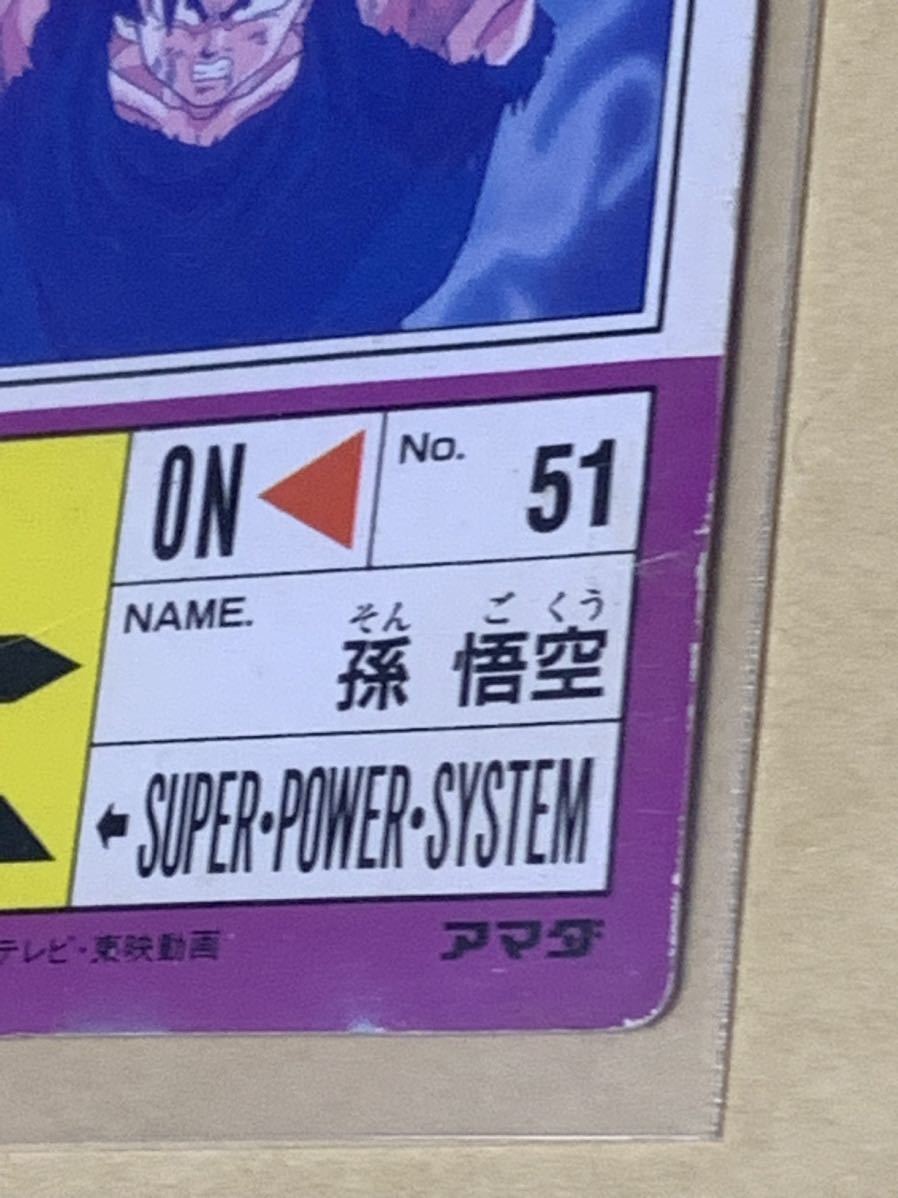 ON
No. 51
NAME.
そん ご くう
孫 悟空
SUPER・POWER・SYSTEM
テレビ・東映動画
アマダ